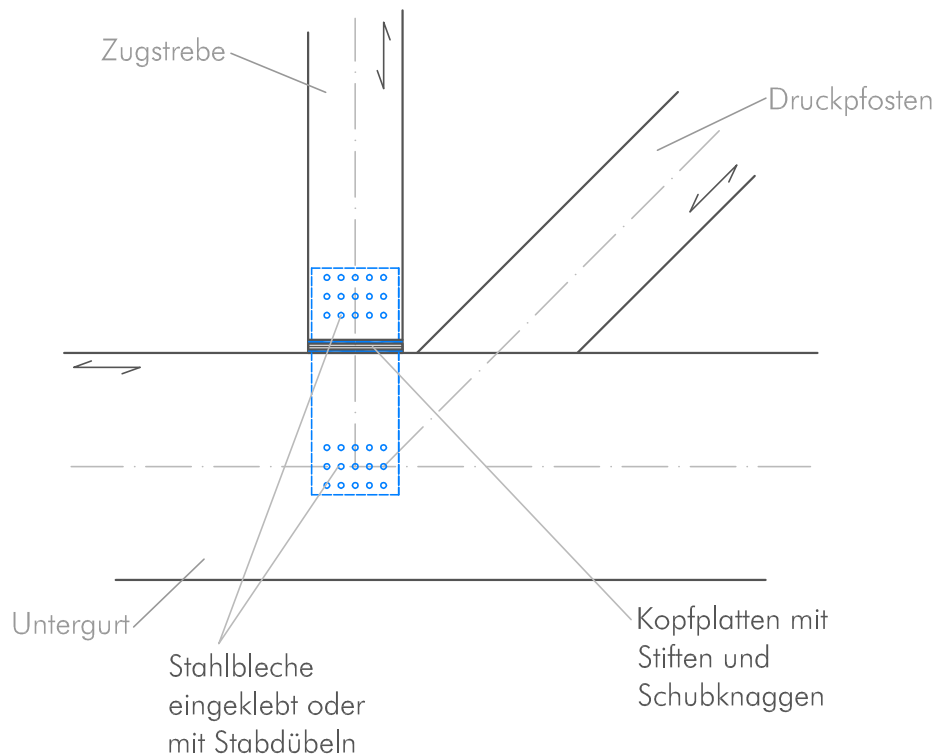 Zugstrebe
Druckpfosten
Untergurt
Kopfplatten mit
Stiften und
Schubknaggen
Stahlbleche
eingeklebt oder
mit Stabdübeln